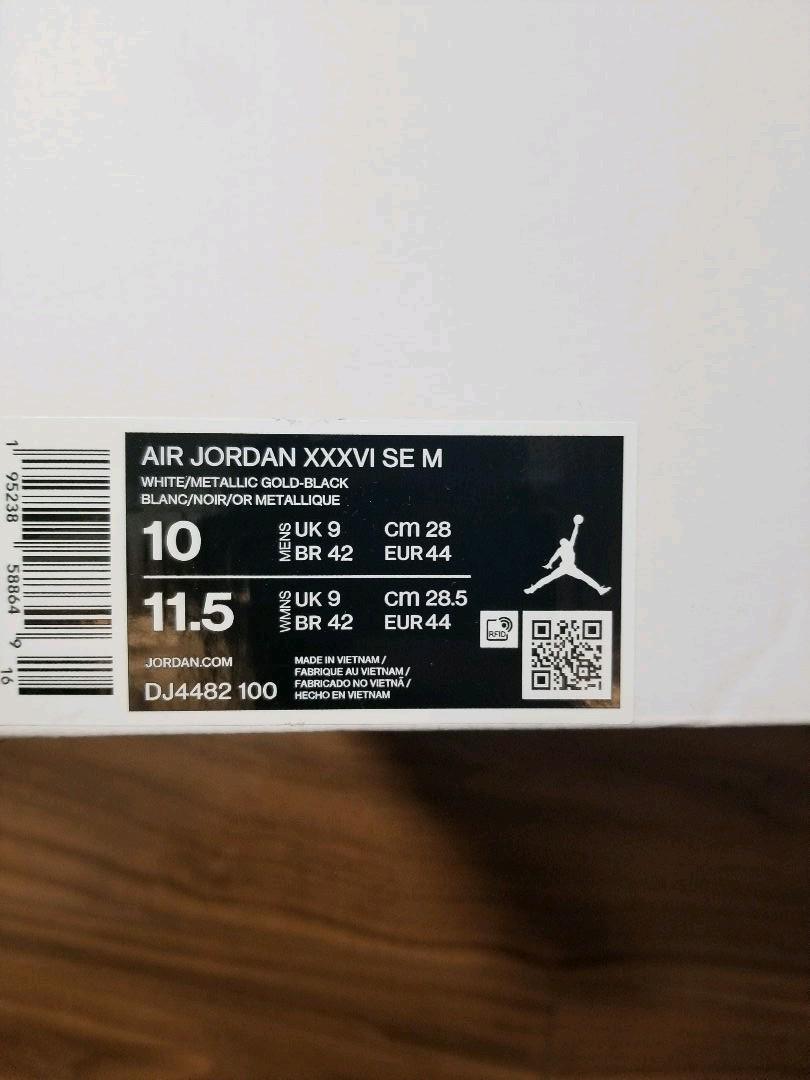 AIR JORDAN XXXVI SE M
WHITE/METALLIC GOLD-BLACK
BLANC/NOIR/OR METALLIQUE
10 MENS UK 9 cm 28
BR 42 EUR 44
11.5 WMNS UK 9 cm 28.5
BR 42 EUR 44
RFID
JORDAN.COM
DJ4482 100
MADE IN VIETNAM /
FABRIQUE AU VIETNAM /
FABRICADO NO VIETNÃ /
HECHO EN VIETNAM
1 95238 58864 9 16